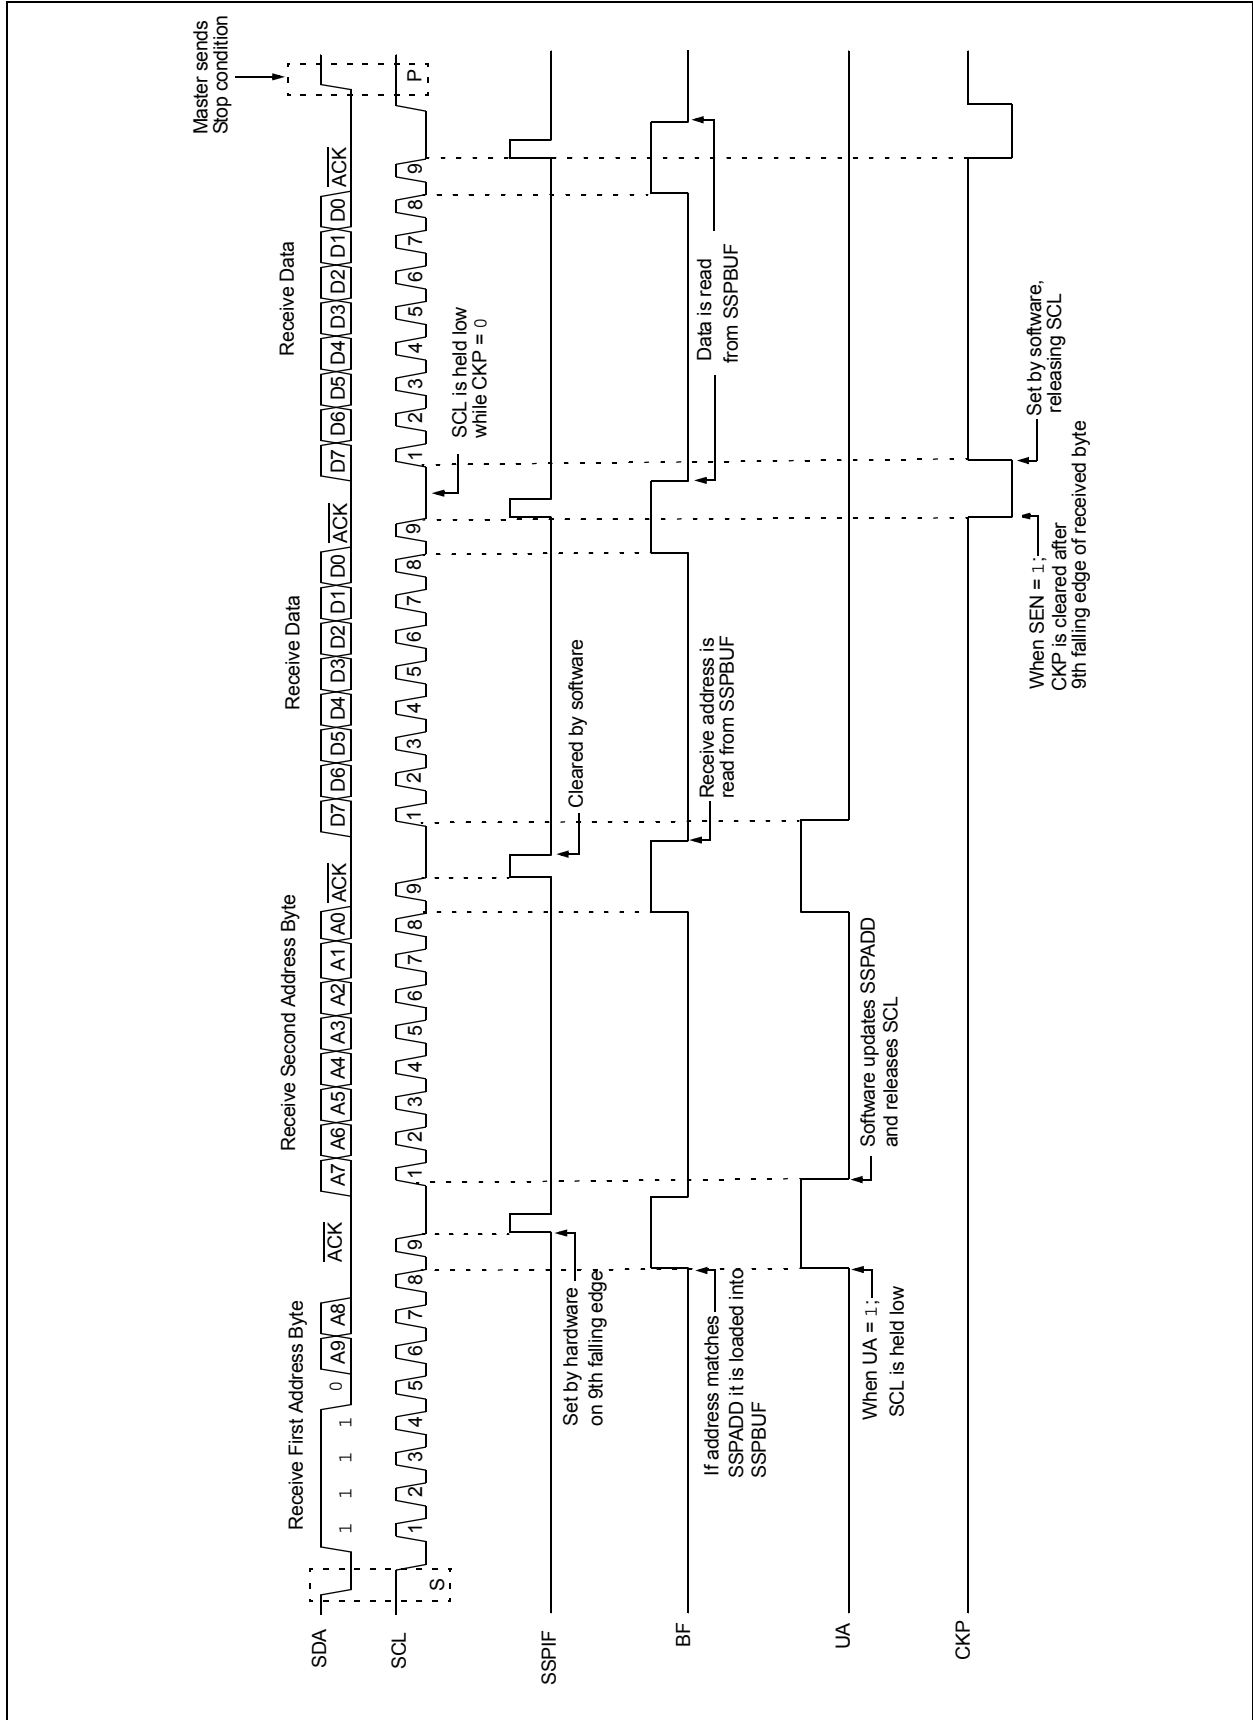 Master sends
Stop condition
Receive First Address Byte
Receive Second Address Byte
Receive Data
Receive Data
SDA
1 1 1 1 0 A9 A8 ACK A7 A6 A5 A4 A3 A2 A1 A0 ACK D7 D6 D5 D4 D3 D2 D1 D0 ACK D7 D6 D5 D4 D3 D2 D1 D0 ACK
SCL
S 1 2 3 4 5 6 7 8 9 1 2 3 4 5 6 7 8 9 1 2 3 4 5 6 7 8 9 1 2 3 4 5 6 7 8 9 P
SCL is held low
while CKP = 0
SSPIF
Set by hardware
on 9th falling edge
Cleared by software
BF
If address matches
SSPADD it is loaded into
SSPBUF
Receive address is
read from SSPBUF
Data is read
from SSPBUF
UA
When UA = 1;
SCL is held low
Software updates SSPADD
and releases SCL
CKP
When SEN = 1;
CKP is cleared after
9th falling edge of received byte
Set by software,
releasing SCL